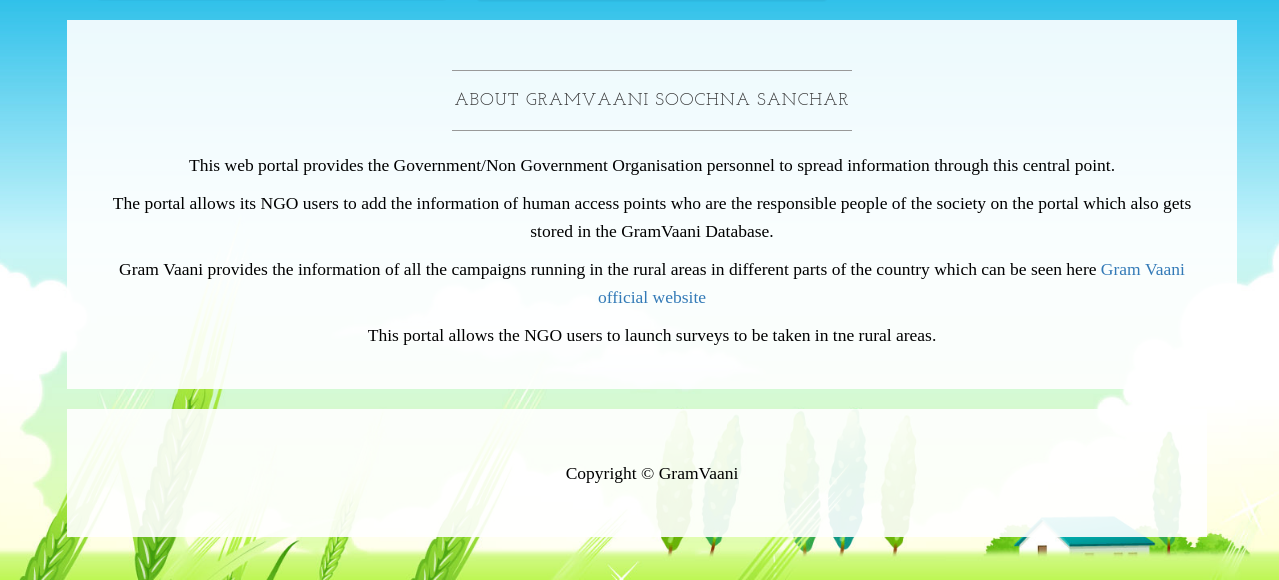 ABOUT GRAMVAANI SOOCHNA SANCHAR
This web portal provides the Government/Non Government Organisation personnel to spread information through this central point.
The portal allows its NGO users to add the information of human access points who are the responsible people of the society on the portal which also gets
stored in the GramVaani Database.
Gram Vaani provides the information of all the campaigns running in the rural areas in different parts of the country which can be seen here Gram Vaani
official website
This portal allows the NGO users to launch surveys to be taken in tne rural areas.
Copyright © GramVaani